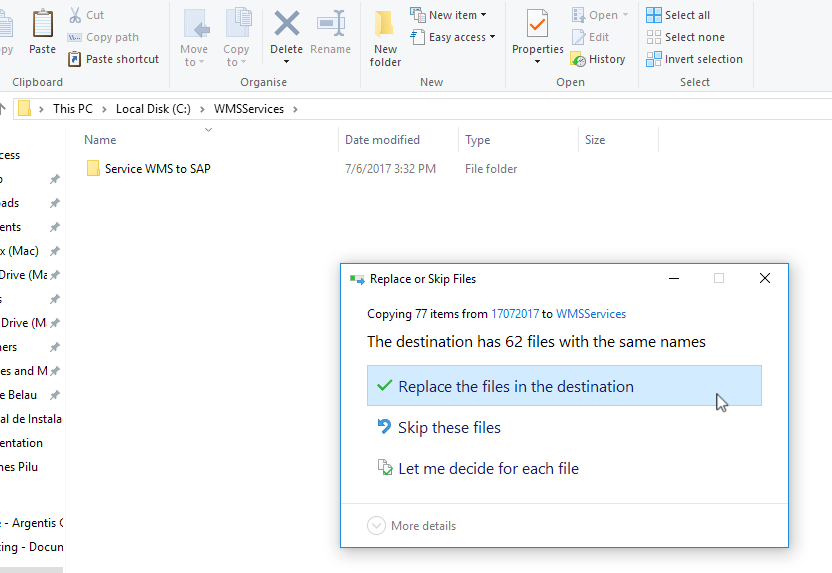 Cut
New item
Open
Select all
Copy path
Easy access
Edit
Select none
Paste
Paste shortcut
Move to
Copy to
Delete
Rename
New folder
Properties
History
Invert selection
Clipboard
Organise
New
Open
Select
This PC > Local Disk (C:) > WMSServices >
Name Date modified Type Size
Service WMS to SAP 7/6/2017 3:32 PM File folder
cess
ads
ents
x (Mac)
Drive (Ma
s
Drive (M
ners
es and M
e Belau
al de Instala
entation
nes Pilu
- Argentis C
ing - Docum
Replace or Skip Files
Copying 77 items from 17072017 to WMSServices
The destination has 62 files with the same names
Replace the files in the destination
Skip these files
Let me decide for each file
More details